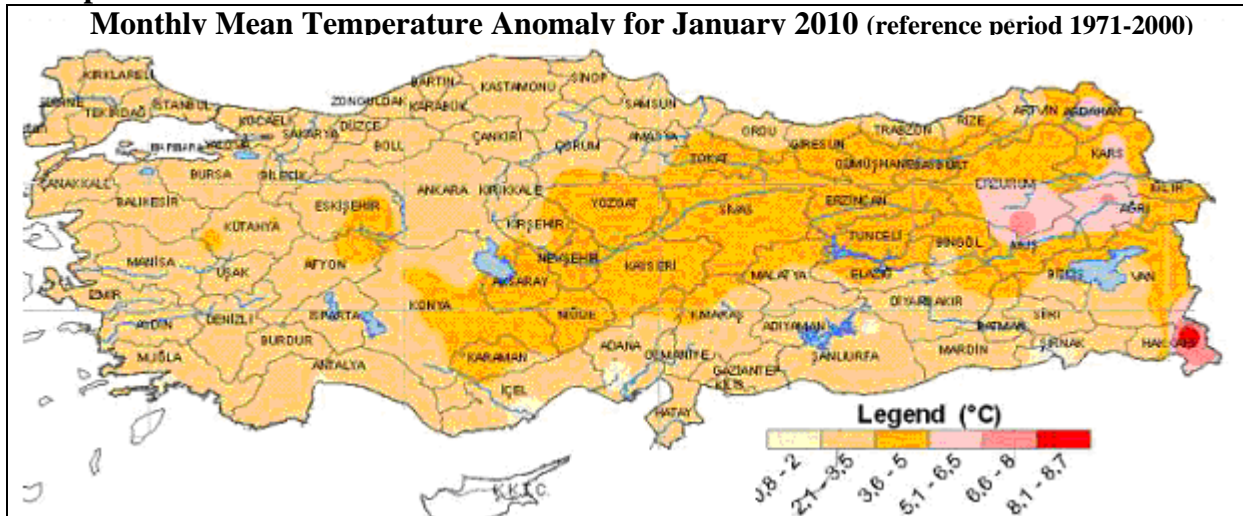 Monthly Mean Temperature Anomaly for January 2010 (reference period 1971-2000)
KIRKLARELİ
TEKİRDAĞ
İSTANBUL
KOCAELİ
YALOVA
SAKARYA
DÜZCE
ZONGULDAK
BARTIN
KARABÜK
KASTAMONU
SİNOP
SAMSUN
ÇANKIRI
ÇORUM
AMASYA
ORDU
GİRESUN
TRABZON
RİZE
ARTVİN
ARDAHAN
KARS
TOKAT
GÜMÜŞHANE
BAYBURT
ERZURUM
IĞDIR
AĞRI
ÇANAKKALE
BALIKESİR
BURSA
BİLECİK
BOLU
ANKARA
KIRIKKALE
ESKİŞEHİR
KÜTAHYA
KIRŞEHİR
YOZGAT
SİVAS
ERZİNCAN
TUNCELİ
BİNGÖL
MUŞ
BİTLİS
VAN
MANİSA
UŞAK
AFYON
AKSARAY
NEVŞEHİR
KAYSERİ
MALATYA
ELAZIĞ
İZMİR
AYDIN
DENİZLİ
ISPARTA
KONYA
NİĞDE
K.MARAŞ
ADIYAMAN
DİYARBAKIR
BATMAN
SİİRT
ŞIRNAK
HAKKARİ
MUĞLA
BURDUR
ANTALYA
KARAMAN
İÇEL
ADANA
OSMANİYE
GAZİANTEP
KİLİS
ŞANLIURFA
MARDİN
HATAY
K.K.T.C.
Legend (°C)
0,8 - 2
2,1 - 3,5
3,6 - 5
5,1 - 6,5
6,6 - 8
8,1 - 8,7